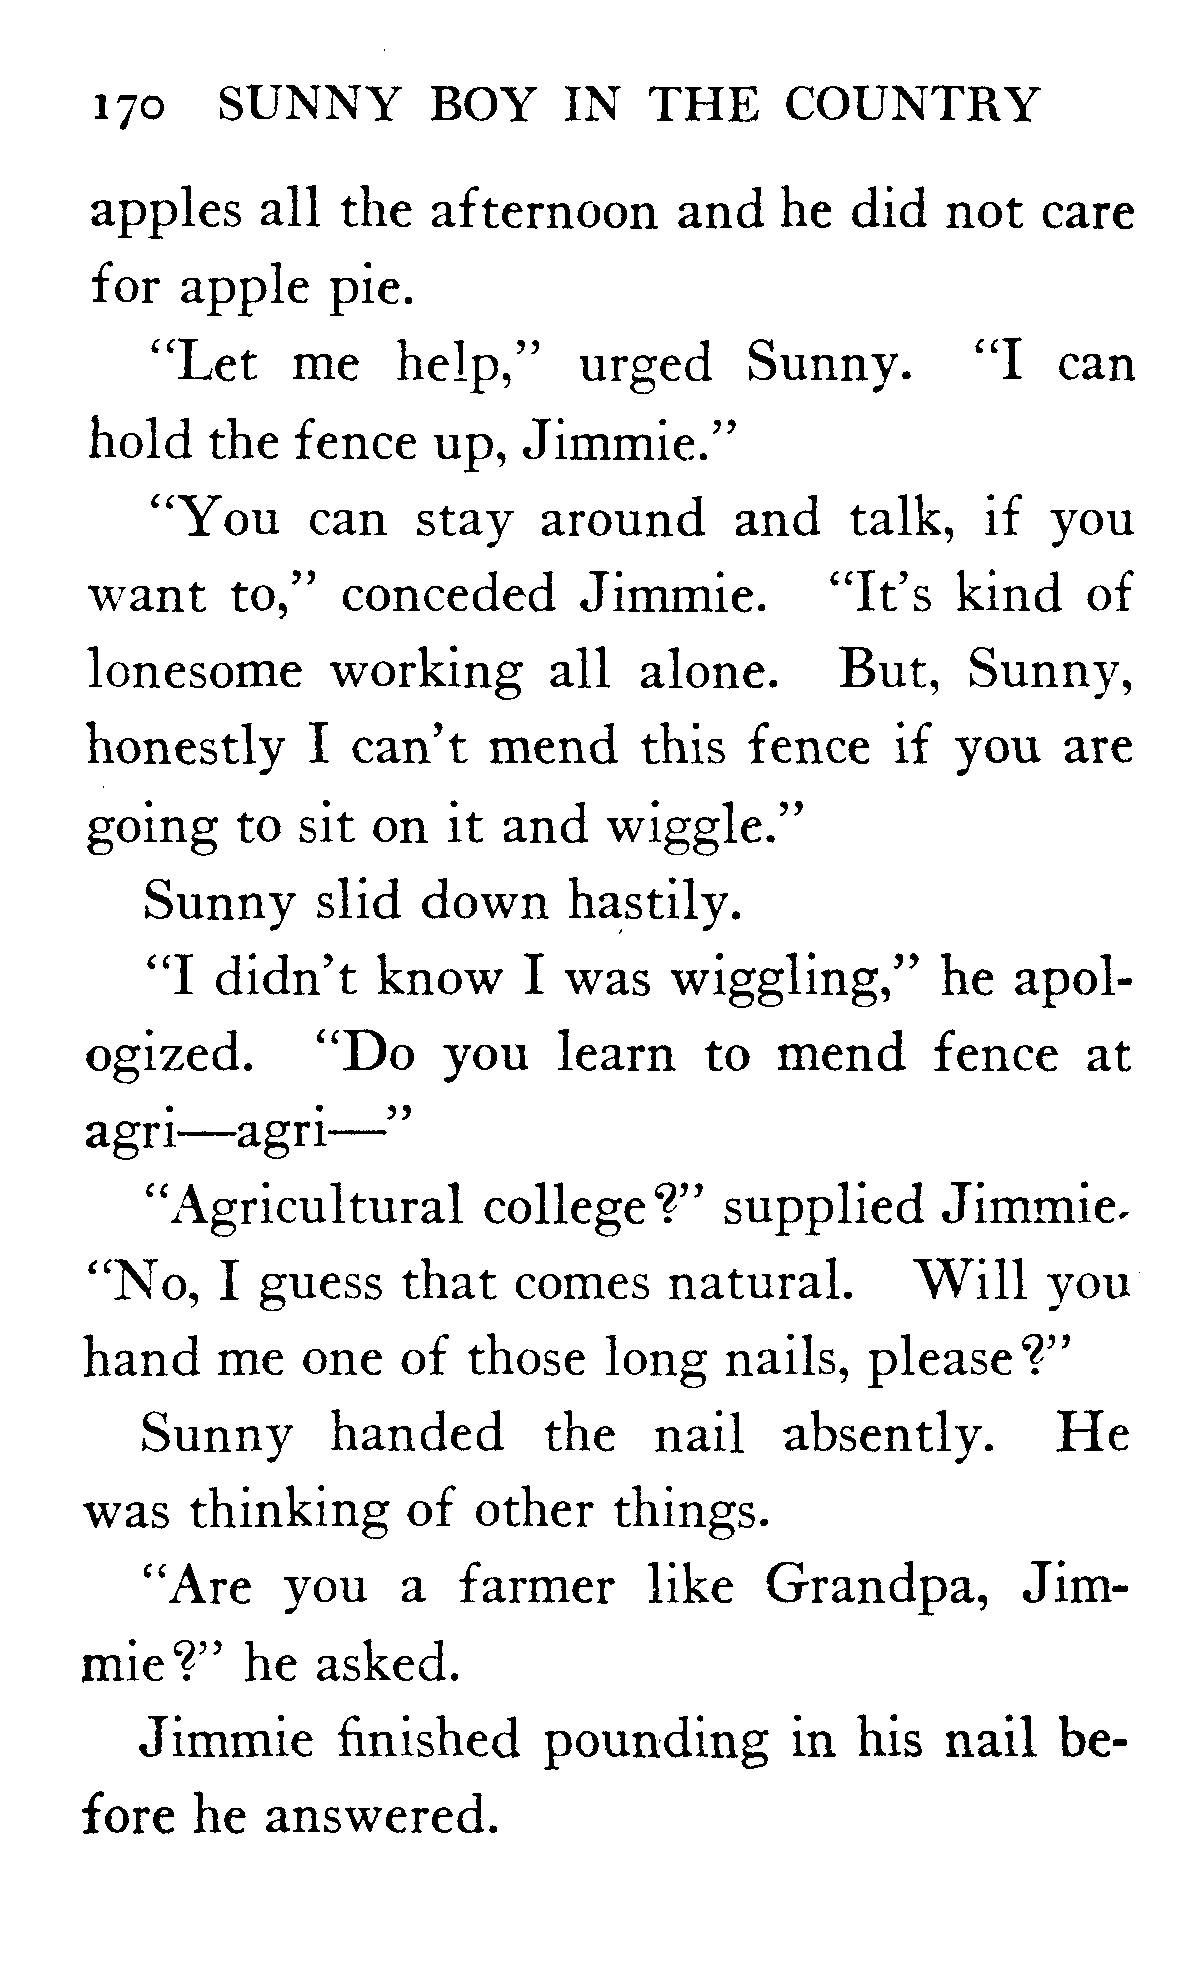 170 SUNNY BOY IN THE COUNTRY
apples all the afternoon and he did not care
for apple pie.
“Let me help,” urged Sunny. “I can
hold the fence up, Jimmie.”
“You can stay around and talk, if you
want to,” conceded Jimmie. “It’s kind of
lonesome working all alone. But, Sunny,
honestly I can’t mend this fence if you are
going to sit on it and wiggle.”
Sunny slid down hastily.
“I didn’t know I was wiggling,” he apol-
ogized. “Do you learn to mend fence at
agri—agri—”
“Agricultural college?” supplied Jimmie.
“No, I guess that comes natural. Will you
hand me one of those long nails, please?”
Sunny handed the nail absently. He
was thinking of other things.
“Are you a farmer like Grandpa, Jim-
mie?” he asked.
Jimmie finished pounding in his nail be-
fore he answered.